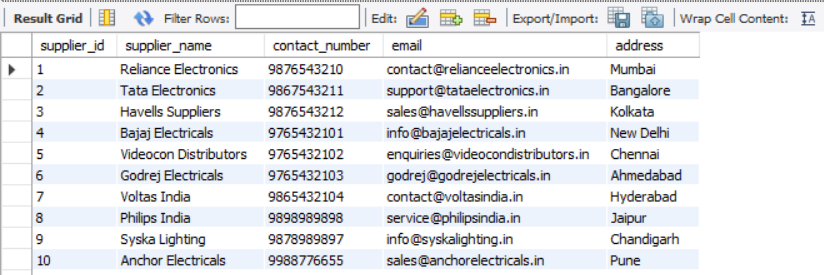 Result Grid Filter Rows: Edit: Export/Import: Wrap Cell Content:
supplier_id supplier_name contact_number email address
1 Reliance Electronics 9876543210 contact@relianceelectronics.in Mumbai
2 Tata Electronics 9867543211 support@tataelectronics.in Bangalore
3 Havells Suppliers 9876543212 sales@havellssuppliers.in Kolkata
4 Bajaj Electricals 9765432101 info@bajajelectricals.in New Delhi
5 Videocon Distributors 9765432102 enquiries@videocondistributors.in Chennai
6 Godrej Electricals 9765432103 godrej@godrejelectricals.in Ahmedabad
7 Voltas India 9865432104 contact@voltasindia.in Hyderabad
8 Philips India 9898989898 service@philipsindia.in Jaipur
9 Syska Lighting 9878989897 info@syskalighting.in Chandigarh
10 Anchor Electricals 9988776655 sales@anchorelectricals.in Pune